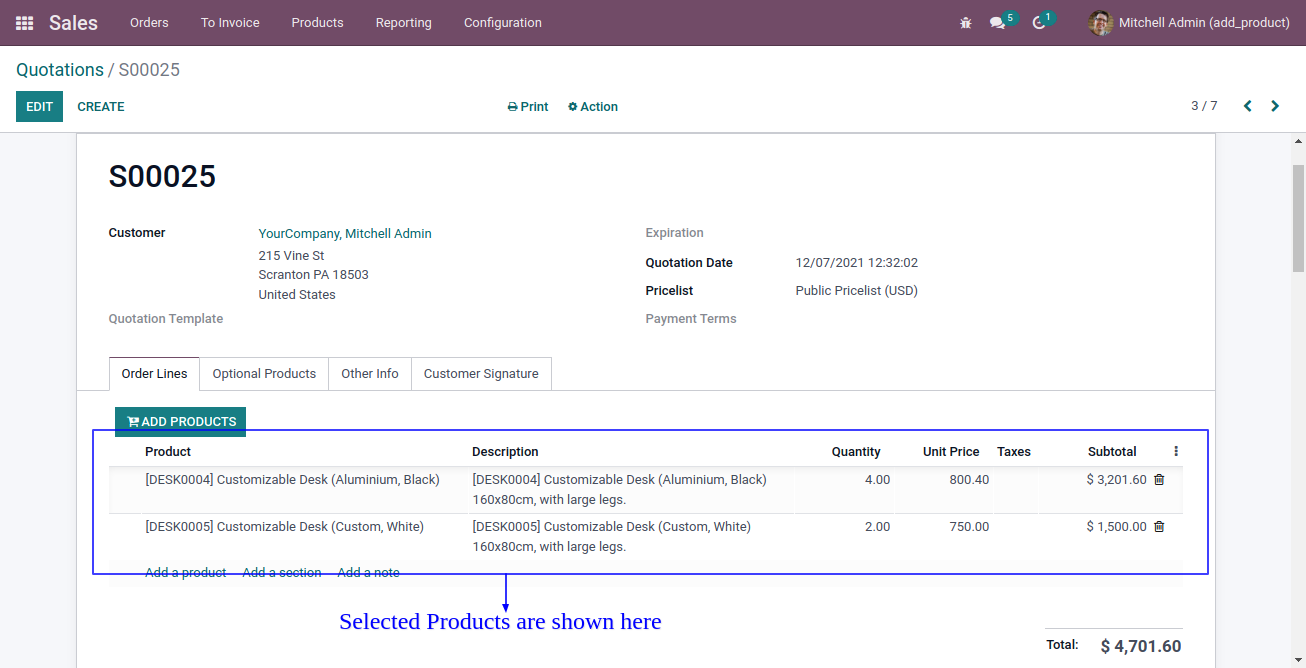 Sales Orders To Invoice Products Reporting Configuration 5 1 Mitchell Admin (add_product)
Quotations / S00025
EDIT CREATE Print Action 3 / 7
S00025
Customer YourCompany, Mitchell Admin Expiration
215 Vine St Quotation Date 12/07/2021 12:32:02
Scranton PA 18503
United States Pricelist Public Pricelist (USD)
Quotation Template Payment Terms
Order Lines Optional Products Other Info Customer Signature
ADD PRODUCTS
Product Description Quantity Unit Price Taxes Subtotal
[DESK0004] Customizable Desk (Aluminium, Black) [DESK0004] Customizable Desk (Aluminium, Black) 4.00 800.40 $ 3,201.60
160x80cm, with large legs.
[DESK0005] Customizable Desk (Custom, White) [DESK0005] Customizable Desk (Custom, White) 2.00 750.00 $ 1,500.00
160x80cm, with large legs.
Add a product Add a section Add a note
Selected Products are shown here
Total: $ 4,701.60